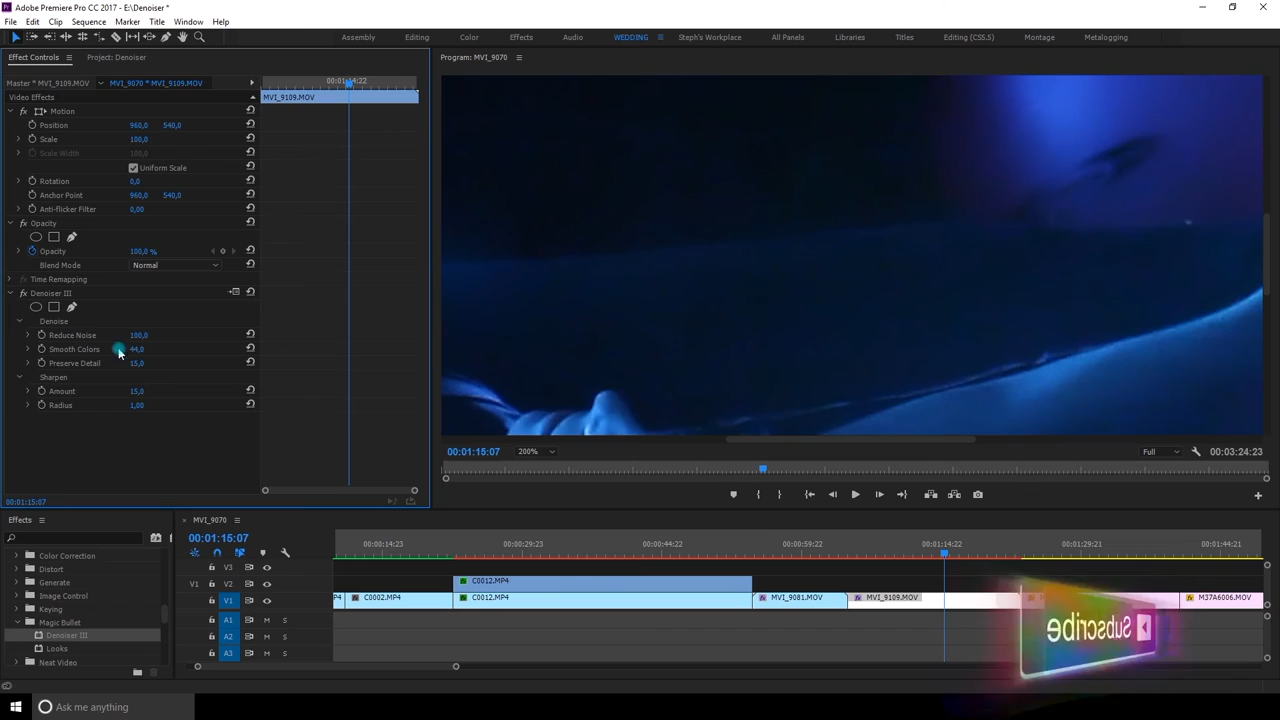 Adobe Premiere Pro CC 2017 - E:\Denoiser *
File Edit Clip Sequence Marker Title Window Help
Assembly Editing Color Effects Audio WEDDING Steph's Workplace All Panels Libraries Titles Editing (CS5.5) Montage Metalogging
Effect Controls Project: Denoiser
Program: MVI_9070
Master * MVI_9109.MOV MVI_9070 * MVI_9109.MOV
00:01:14:22
Video Effects
MVI_9109.MOV
fx Motion
Position 960,0 540,0
Scale 100,0
Scale Width 100,0
Uniform Scale
Rotation 0,0
Anchor Point 960,0 540,0
Anti-flicker Filter 0,00
fx Opacity
Opacity 100,0 %
Blend Mode Normal
fx Time Remapping
fx Denoiser III
Denoise
Reduce Noise 100,0
Smooth Colors 44,0
Preserve Detail 15,0
Sharpen
Amount 15,0
Radius 1,00
00:01:15:07
00:01:15:07 200% Full 00:03:24:23
Effects
Color Correction
Distort
Generate
Image Control
Keying
Magic Bullet
Denoiser III
Looks
Neat Video
MVI_9070
00:01:15:07
00:00:14:23 00:00:29:23 00:00:44:22 00:00:59:22 00:01:14:22 00:01:29:21 00:01:44:21
V3
V1 V2 C0012.MP4
V1 P4 C0002.MP4 C0012.MP4 MVI_9081.MOV MVI_9109.MOV M37A6006.MOV
A1 M S
A2 M S
A3 M S
Subscribe
Ask me anything